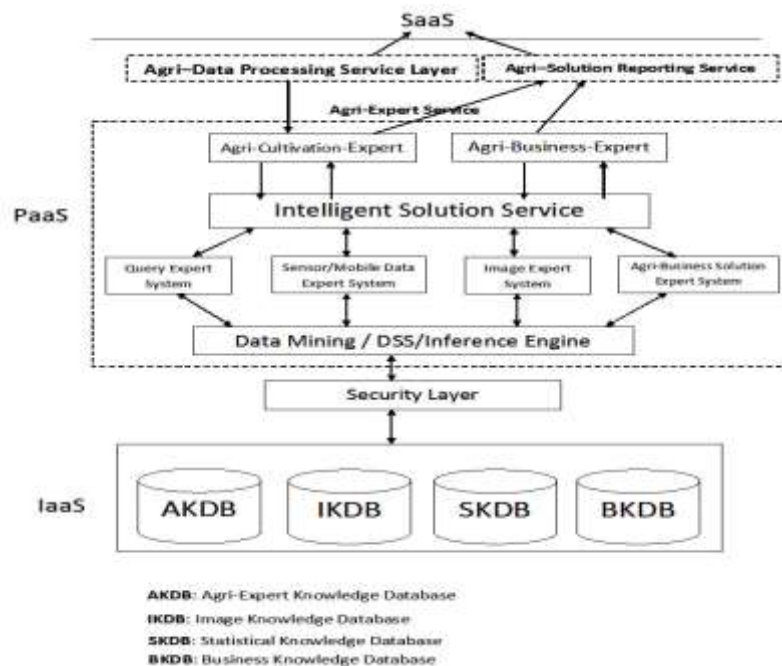 SaaS
Agri-Data Processing Service Layer
Agri-Solution Reporting Service
Agri-Expert Service
Agri-Cultivation-Expert
Agri-Business-Expert
PaaS
Intelligent Solution Service
Query Expert
System
Sensor/Mobile Data
Expert System
Image Expert
System
Agri-Business Solution
Expert System
Data Mining / DSS/Inference Engine
Security Layer
IaaS
AKDB
IKDB
SKDB
BKDB
AKDB: Agri-Expert Knowledge Database
IKDB: Image Knowledge Database
SKDB: Statistical Knowledge Database
BKDB: Business Knowledge Database